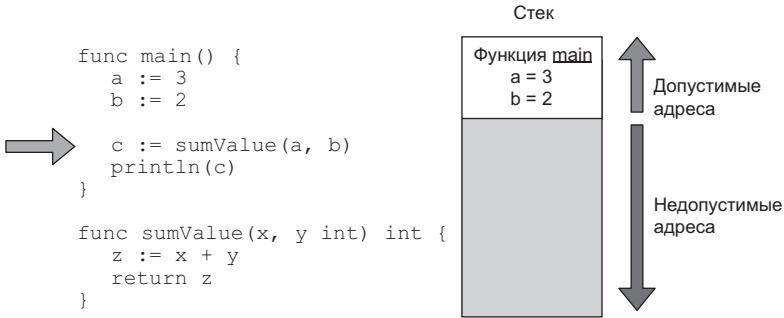 func main() {
a := 3
b := 2
c := sumValue(a, b)
println(c)
}
func sumValue(x, y int) int {
z := x + y
return z
}
Стек
Функция main
a = 3
b = 2
Допустимые
адреса
Недопустимые
адреса